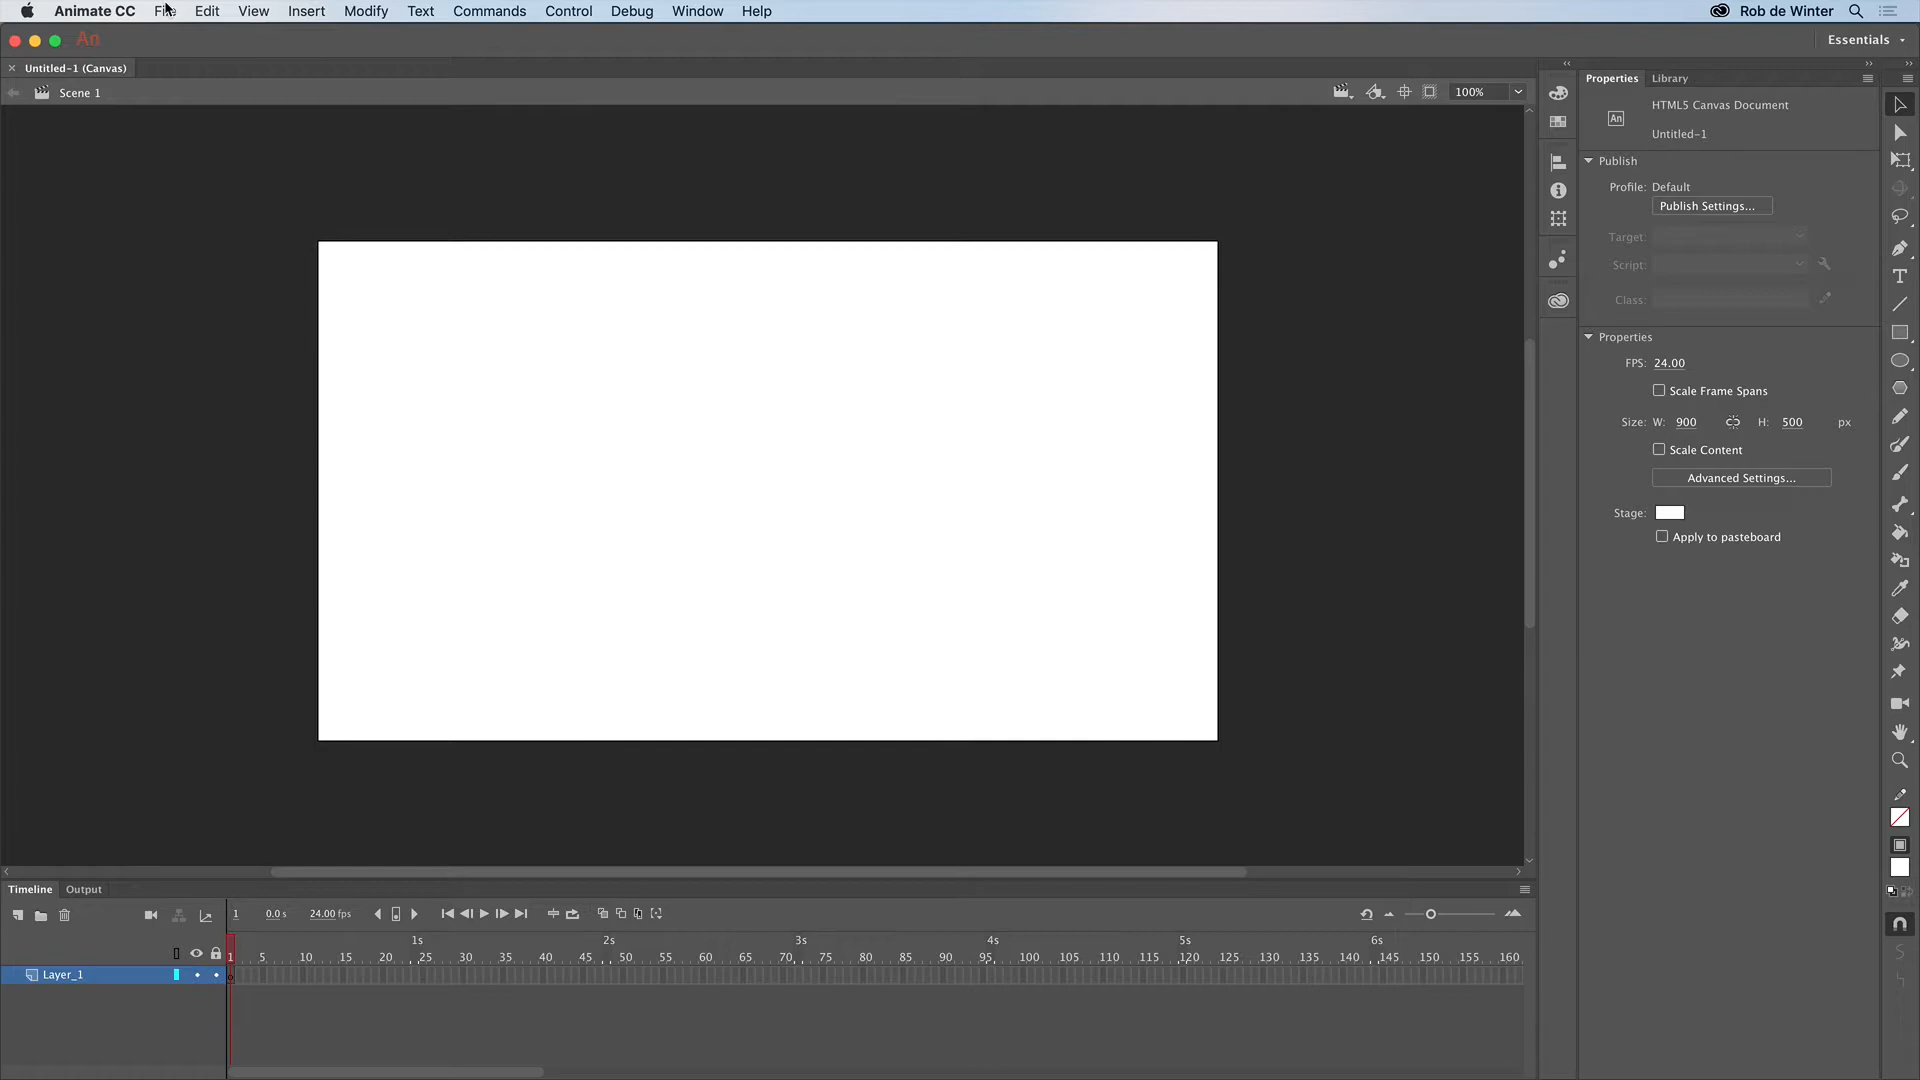 Animate CC File Edit View Insert Modify Text Commands Control Debug Window Help Rob de Winter
An Essentials
Untitled-1 (Canvas)
Scene 1 100%
Properties Library
An HTML5 Canvas Document
Untitled-1
Publish
Profile: Default
Publish Settings...
Target:
Script:
Class:
Properties
FPS: 24.00
Scale Frame Spans
Size: W: 900 H: 500 px
Scale Content
Advanced Settings...
Stage:
Apply to pasteboard
Timeline Output
1 0.0 s 24.00 fps
1s 2s 3s 4s 5s 6s
1 5 10 15 20 25 30 35 40 45 50 55 60 65 70 75 80 85 90 95 100 105 110 115 120 125 130 135 140 145 150 155 160
Layer_1